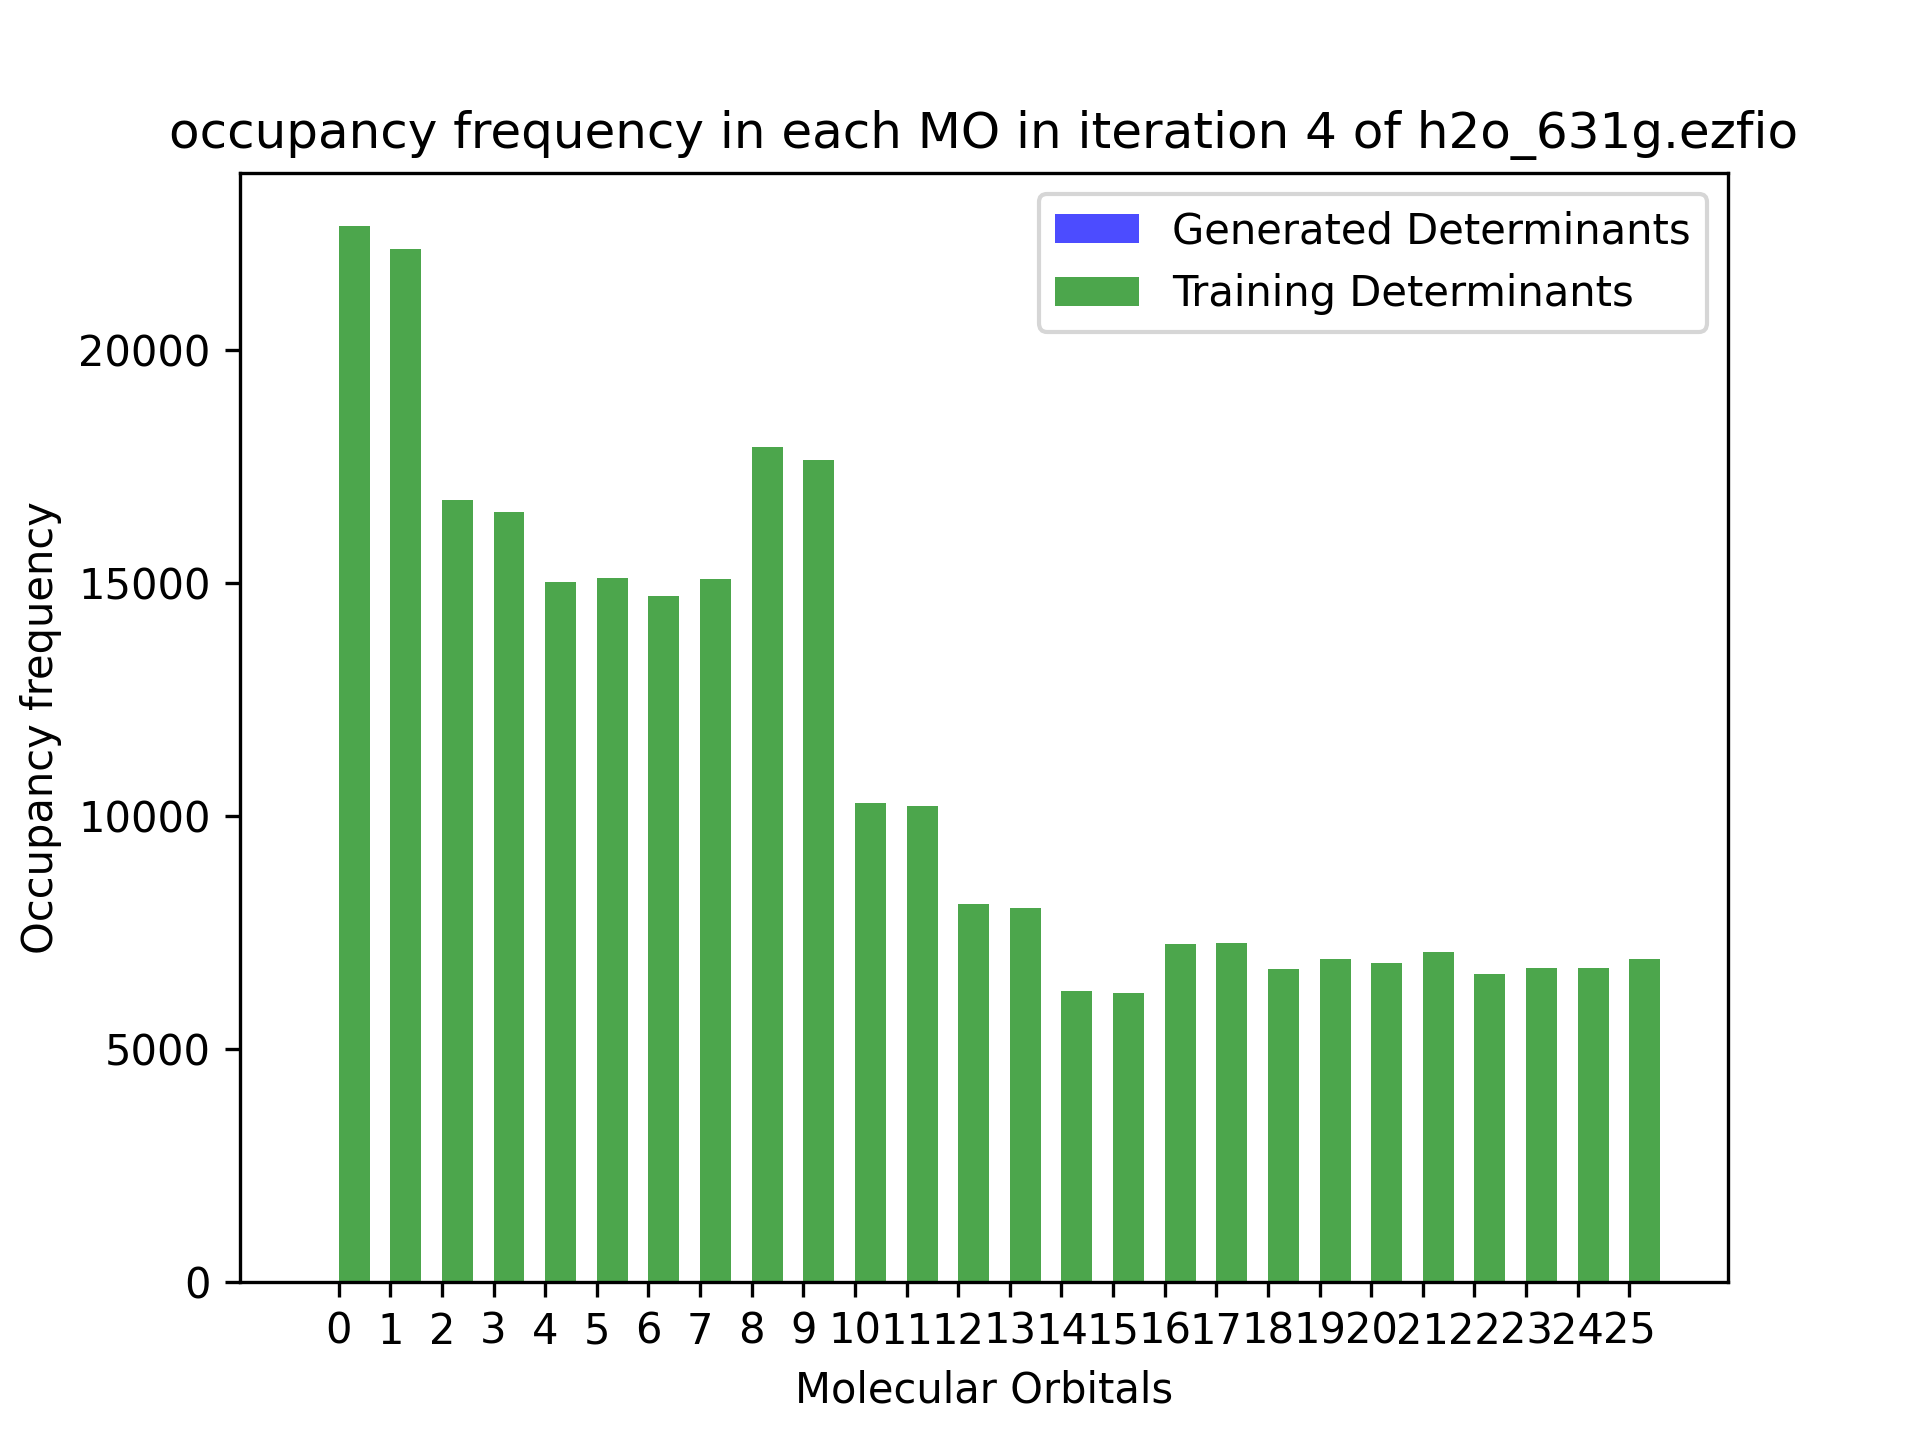 occupancy frequency in each MO in iteration 4 of h2o_631g.ezfio
Generated Determinants
Training Determinants
Occupancy frequency
20000
15000
10000
5000
0
0 1 2 3 4 5 6 7 8 9 10 11 12 13 14 15 16 17 18 19 20 21 22 23 24 25
Molecular Orbitals